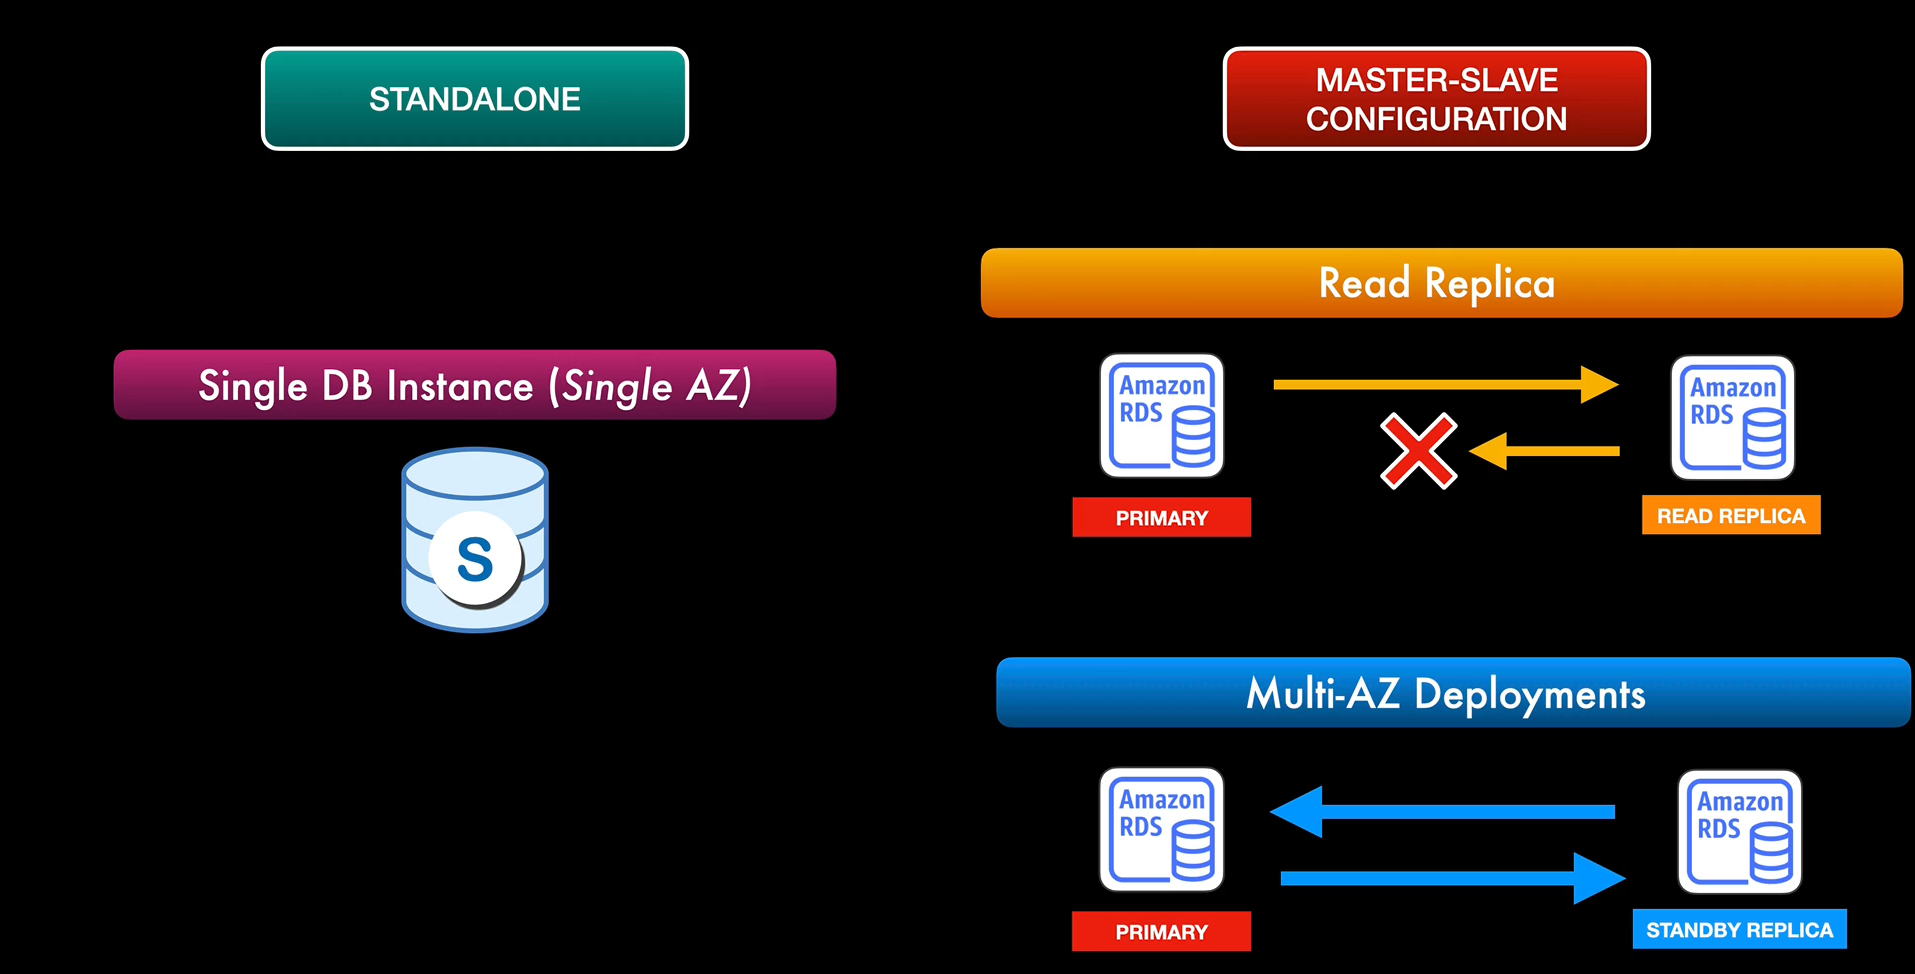 STANDALONE
Single DB Instance (Single AZ)
S
MASTER-SLAVE
CONFIGURATION
Read Replica
Amazon
RDS
PRIMARY
Amazon
RDS
READ REPLICA
Multi-AZ Deployments
Amazon
RDS
PRIMARY
Amazon
RDS
STANDBY REPLICA